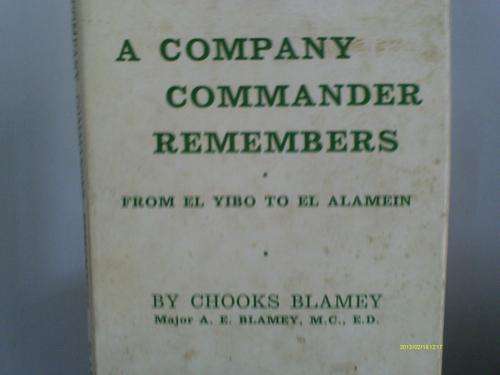 A COMPANY
COMMANDER
REMEMBERS
FROM EL YIBO TO EL ALAMEIN
BY CHOOKS BLAMEY
Major A. E. BLAMEY, M.C., E.D.